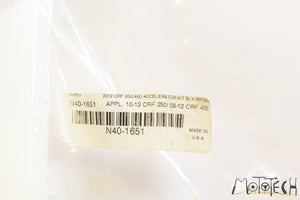 2012 CRF 250/450 ACCELERATOR KIT BLK
N40-1651 APPL. 10-12 CRF 250/ 09-12 CRF 450
N40-1651
MADE IN
U.S.A
MOTOTECH